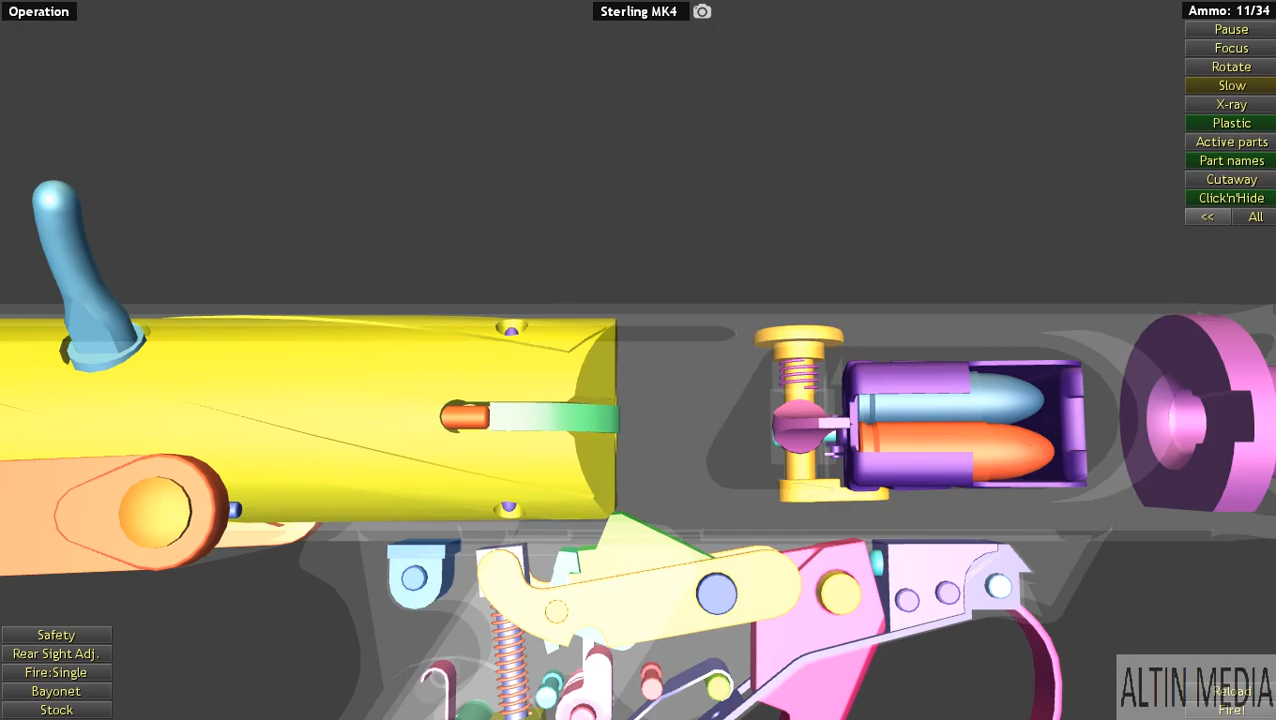 Operation
Sterling MK4
Ammo: 11/34
Pause
Focus
Rotate
Slow
X-ray
Plastic
Active parts
Part names
Cutaway
Click'n'Hide
<< All
Safety
Rear Sight Adj.
Fire:Single
Bayonet
Stock
ALTIN MEDIA
Reload
Fire!